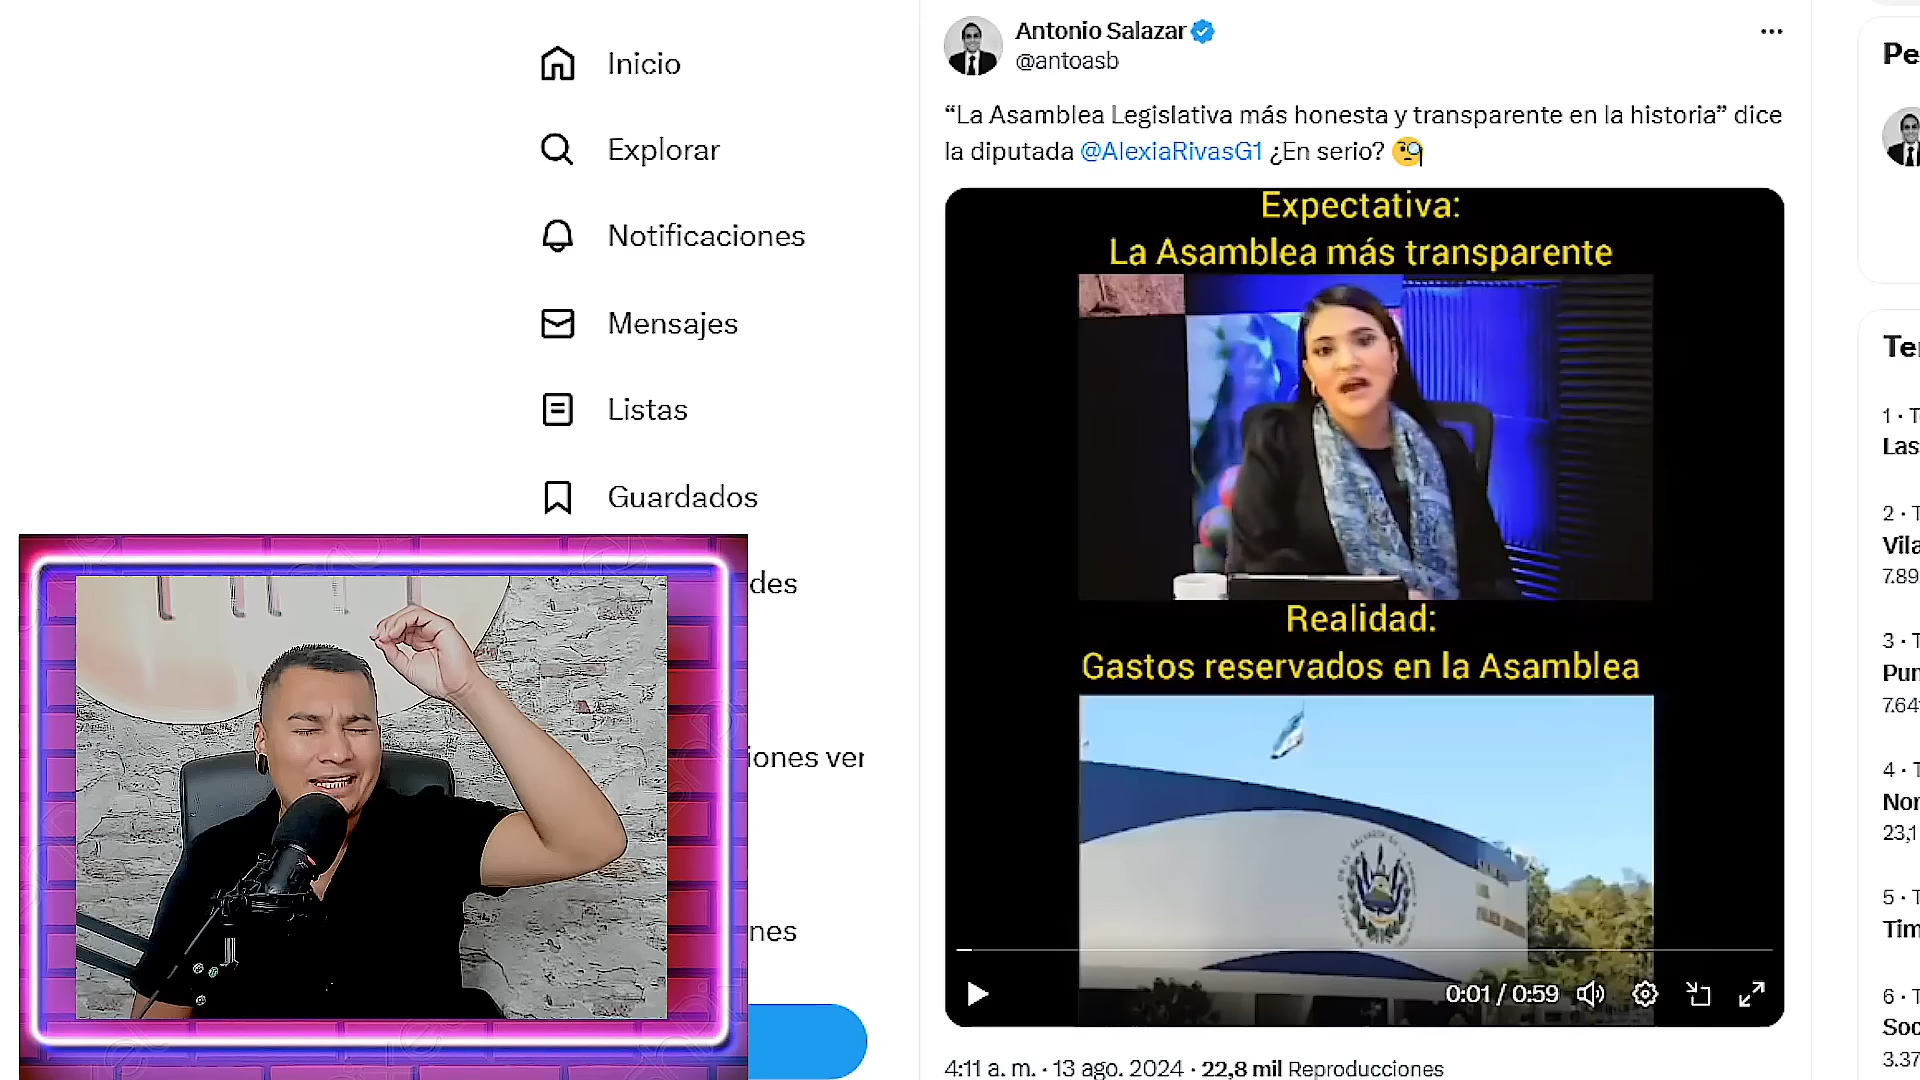 Inicio
Explorar
Notificaciones
Mensajes
Listas
Guardados
des
iones ver
nes
Antonio Salazar
@antoasb
“La Asamblea Legislativa más honesta y transparente en la historia” dice
la diputada @AlexiaRivasG1 ¿En serio? 🧐
Expectativa:
La Asamblea más transparente
Realidad:
Gastos reservados en la Asamblea
0:01 / 0:59
4:11 a. m. · 13 ago. 2024 · 22,8 mil Reproducciones
Pe
Te
1 · T
Las
2 · T
Vila
7.89
3 · T
Pun
7.64
4 · T
Nor
23,1
5 · T
Tim
6 · T
Soc
3.37